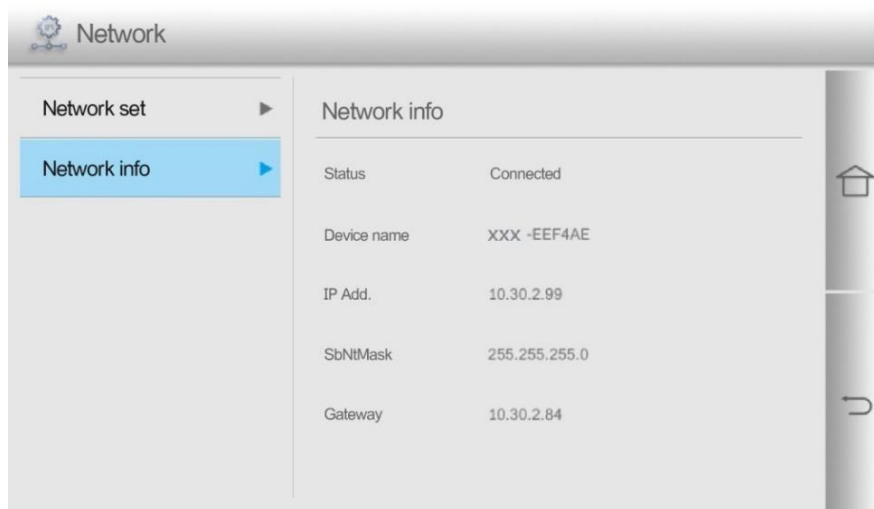 Network
Network set
Network info
Network info
Status Connected
Device name XXX -EEF4AE
IP Add. 10.30.2.99
SbNtMask 255.255.255.0
Gateway 10.30.2.84